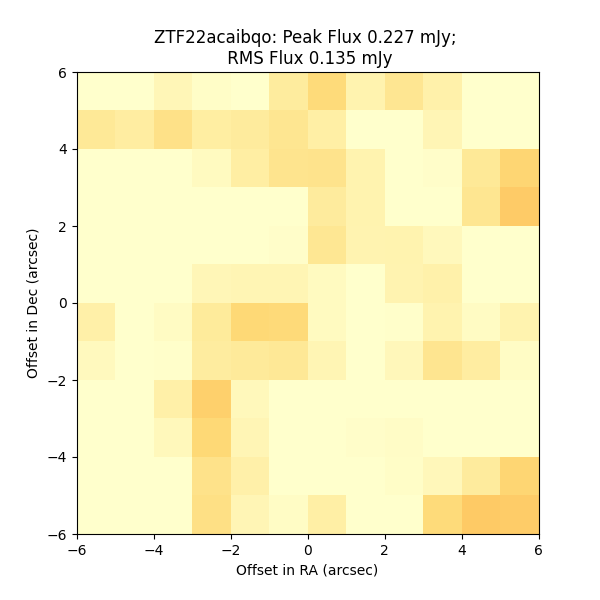 ZTF22acaibqo: Peak Flux 0.227 mJy;
RMS Flux 0.135 mJy
6
4
2
0
−2
−4
−6
Offset in Dec (arcsec)
−6 −4 −2 0 2 4 6
Offset in RA (arcsec)